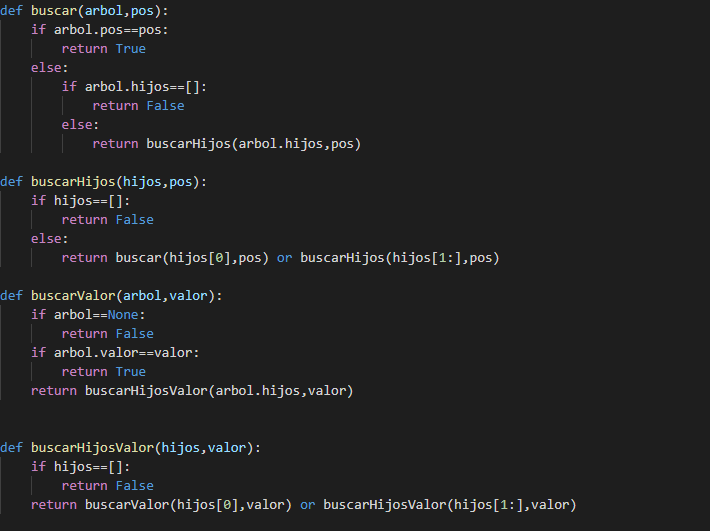 def buscar(arbol,pos):
    if arbol.pos==pos:
        return True
    else:
        if arbol.hijos==[]:
            return False
        else:
            return buscarHijos(arbol.hijos,pos)

def buscarHijos(hijos,pos):
    if hijos==[]:
        return False
    else:
        return buscar(hijos[0],pos) or buscarHijos(hijos[1:],pos)

def buscarValor(arbol,valor):
    if arbol==None:
        return False
    if arbol.valor==valor:
        return True
    return buscarHijosValor(arbol.hijos,valor)


def buscarHijosValor(hijos,valor):
    if hijos==[]:
        return False
    return buscarValor(hijos[0],valor) or buscarHijosValor(hijos[1:],valor)